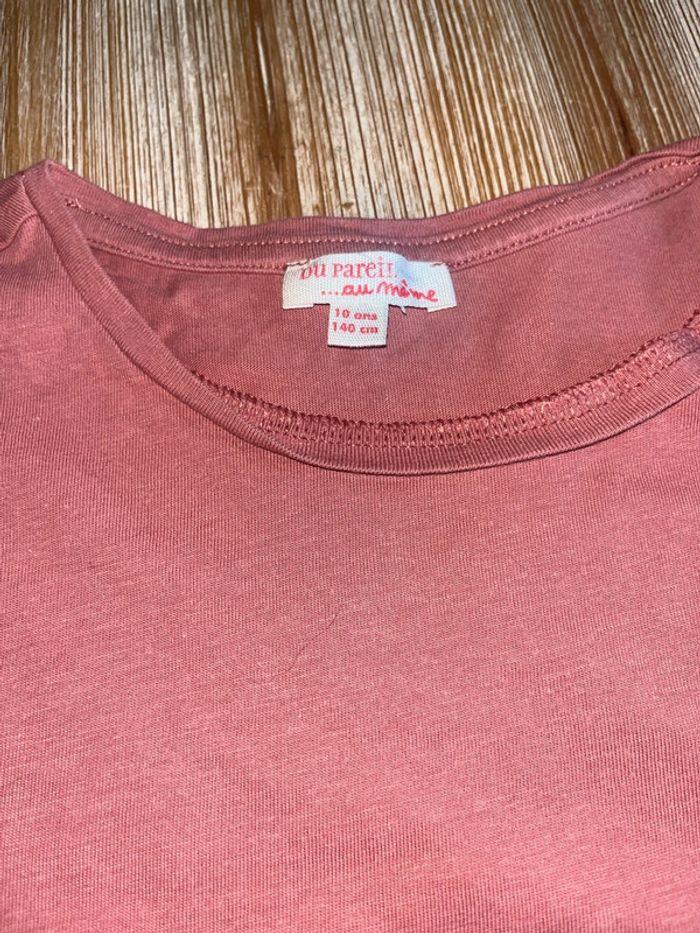 DU PAREIL
...au même
10 ans
140 cm